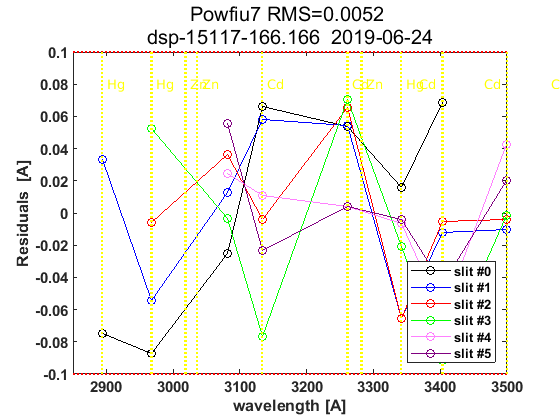 Powfiu7 RMS=0.0052
dsp-15117-166.166 2019-06-24
Residuals [A]
0.1
0.08
0.06
0.04
0.02
0
-0.02
-0.04
-0.06
-0.08
-0.1
Hg Hg Zn Zn Cd Cd Zn Hg Cd Cd C
slit #0
slit #1
slit #2
slit #3
slit #4
slit #5
2900 3000 3100 3200 3300 3400 3500
wavelength [A]